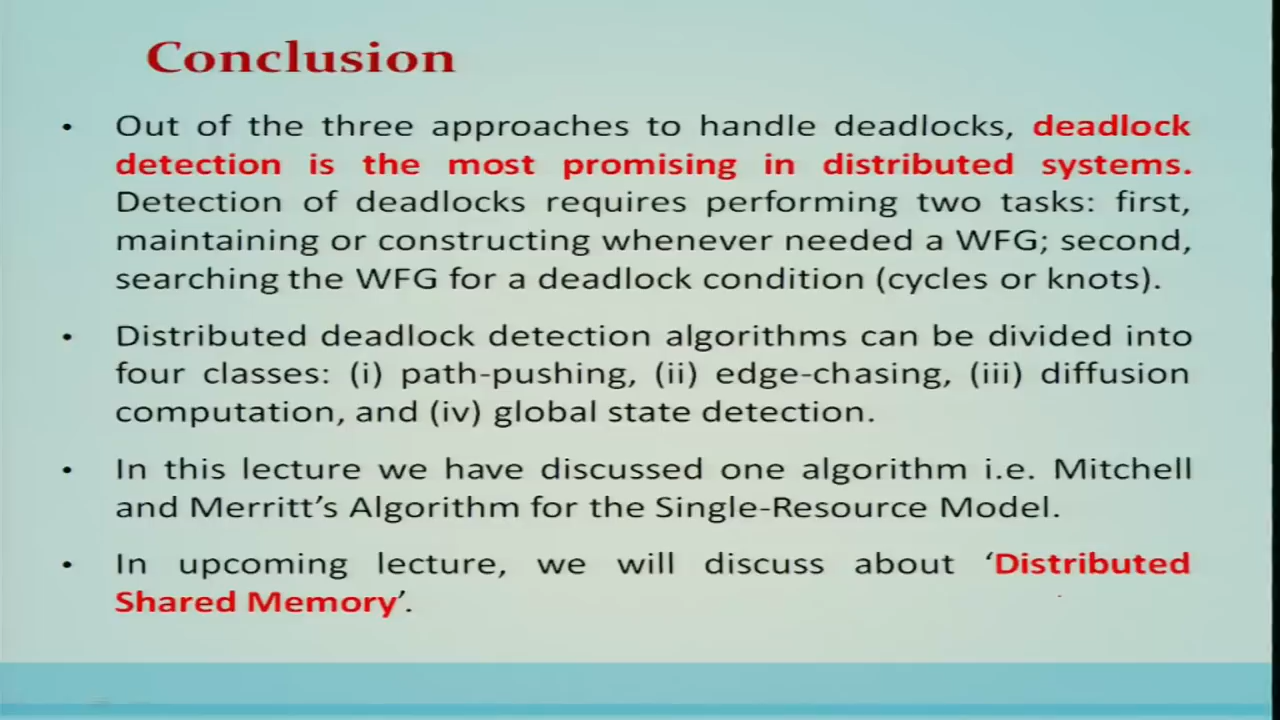 Conclusion
• Out of the three approaches to handle deadlocks, deadlock
detection is the most promising in distributed systems.
Detection of deadlocks requires performing two tasks: first,
maintaining or constructing whenever needed a WFG; second,
searching the WFG for a deadlock condition (cycles or knots).
• Distributed deadlock detection algorithms can be divided into
four classes: (i) path-pushing, (ii) edge-chasing, (iii) diffusion
computation, and (iv) global state detection.
• In this lecture we have discussed one algorithm i.e. Mitchell
and Merritt’s Algorithm for the Single-Resource Model.
• In upcoming lecture, we will discuss about ‘Distributed
Shared Memory’.